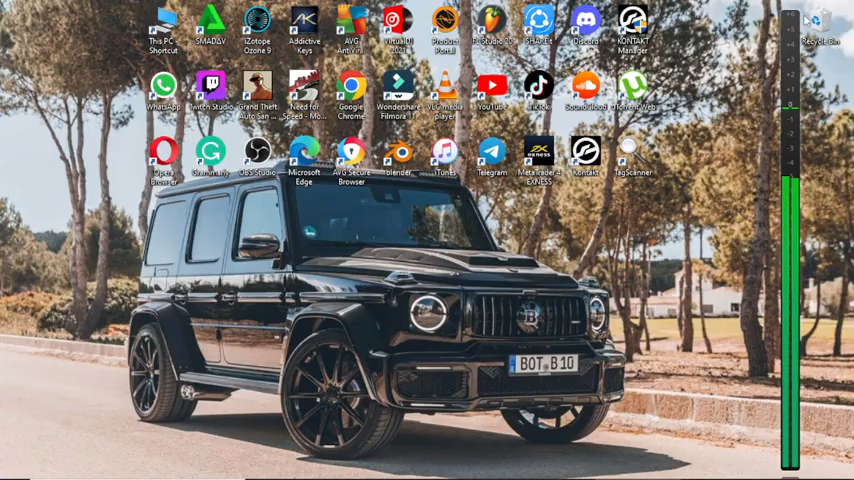 This PC - Shortcut
SMADAV
iZotope Ozone 9
Addictive Keys
AVG AntiVi...
VirtualDJ 2021
Product Portal
FL Studio 20
SHAREit
Discord
KONTAKT Manager
Recycle Bin
WhatsApp
Twitch Studio
Grand Theft Auto San ...
Need for Speed - Mo...
Google Chrome
Wondershare Filmora 11
VLC media player
YouTube
TikTok
Soundcloud
uTorrent Web
Opera Browser
Grammarly
OBS Studio
Microsoft Edge
AVG Secure Browser
blender
iTunes
Telegram
MetaTrader 4 EXNESS
Kontakt
TagScanner
BOT B 10